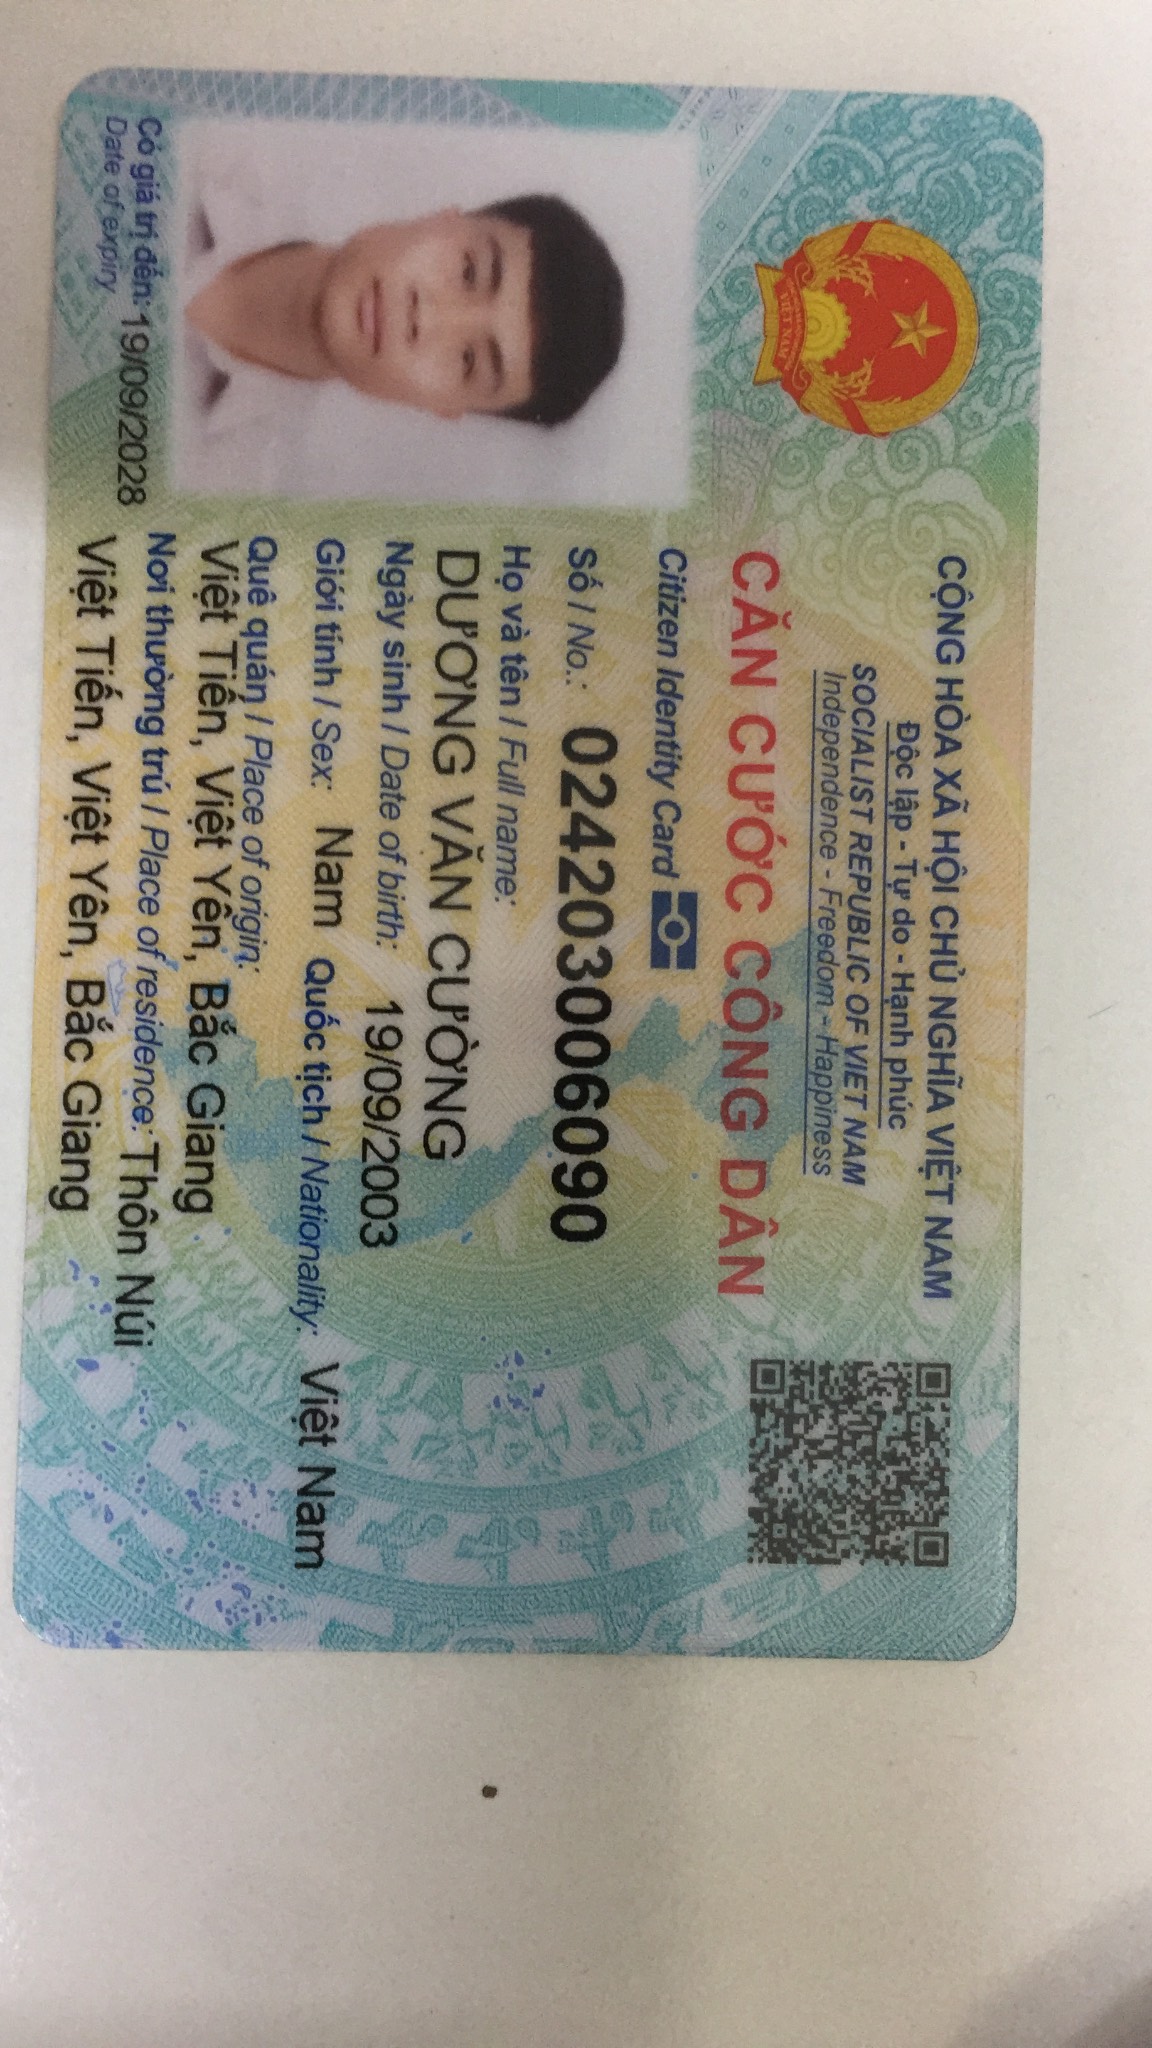 CỘNG HÒA XÃ HỘI CHỦ NGHĨA VIỆT NAM
Độc lập - Tự do - Hạnh phúc
SOCIALIST REPUBLIC OF VIET NAM
Independence - Freedom - Happiness
CĂN CƯỚC CÔNG DÂN
Citizen Identity Card
Số / No.: 024203006090
Họ và tên / Full name:
DƯƠNG VĂN CƯỜNG
Ngày sinh / Date of birth: 19/09/2003
Giới tính / Sex: Nam Quốc tịch / Nationality: Việt Nam
Quê quán / Place of origin:
Việt Tiến, Việt Yên, Bắc Giang
Nơi thường trú / Place of residence: Thôn Núi
Việt Tiến, Việt Yên, Bắc Giang
Có giá trị đến: 19/09/2028
Date of expiry